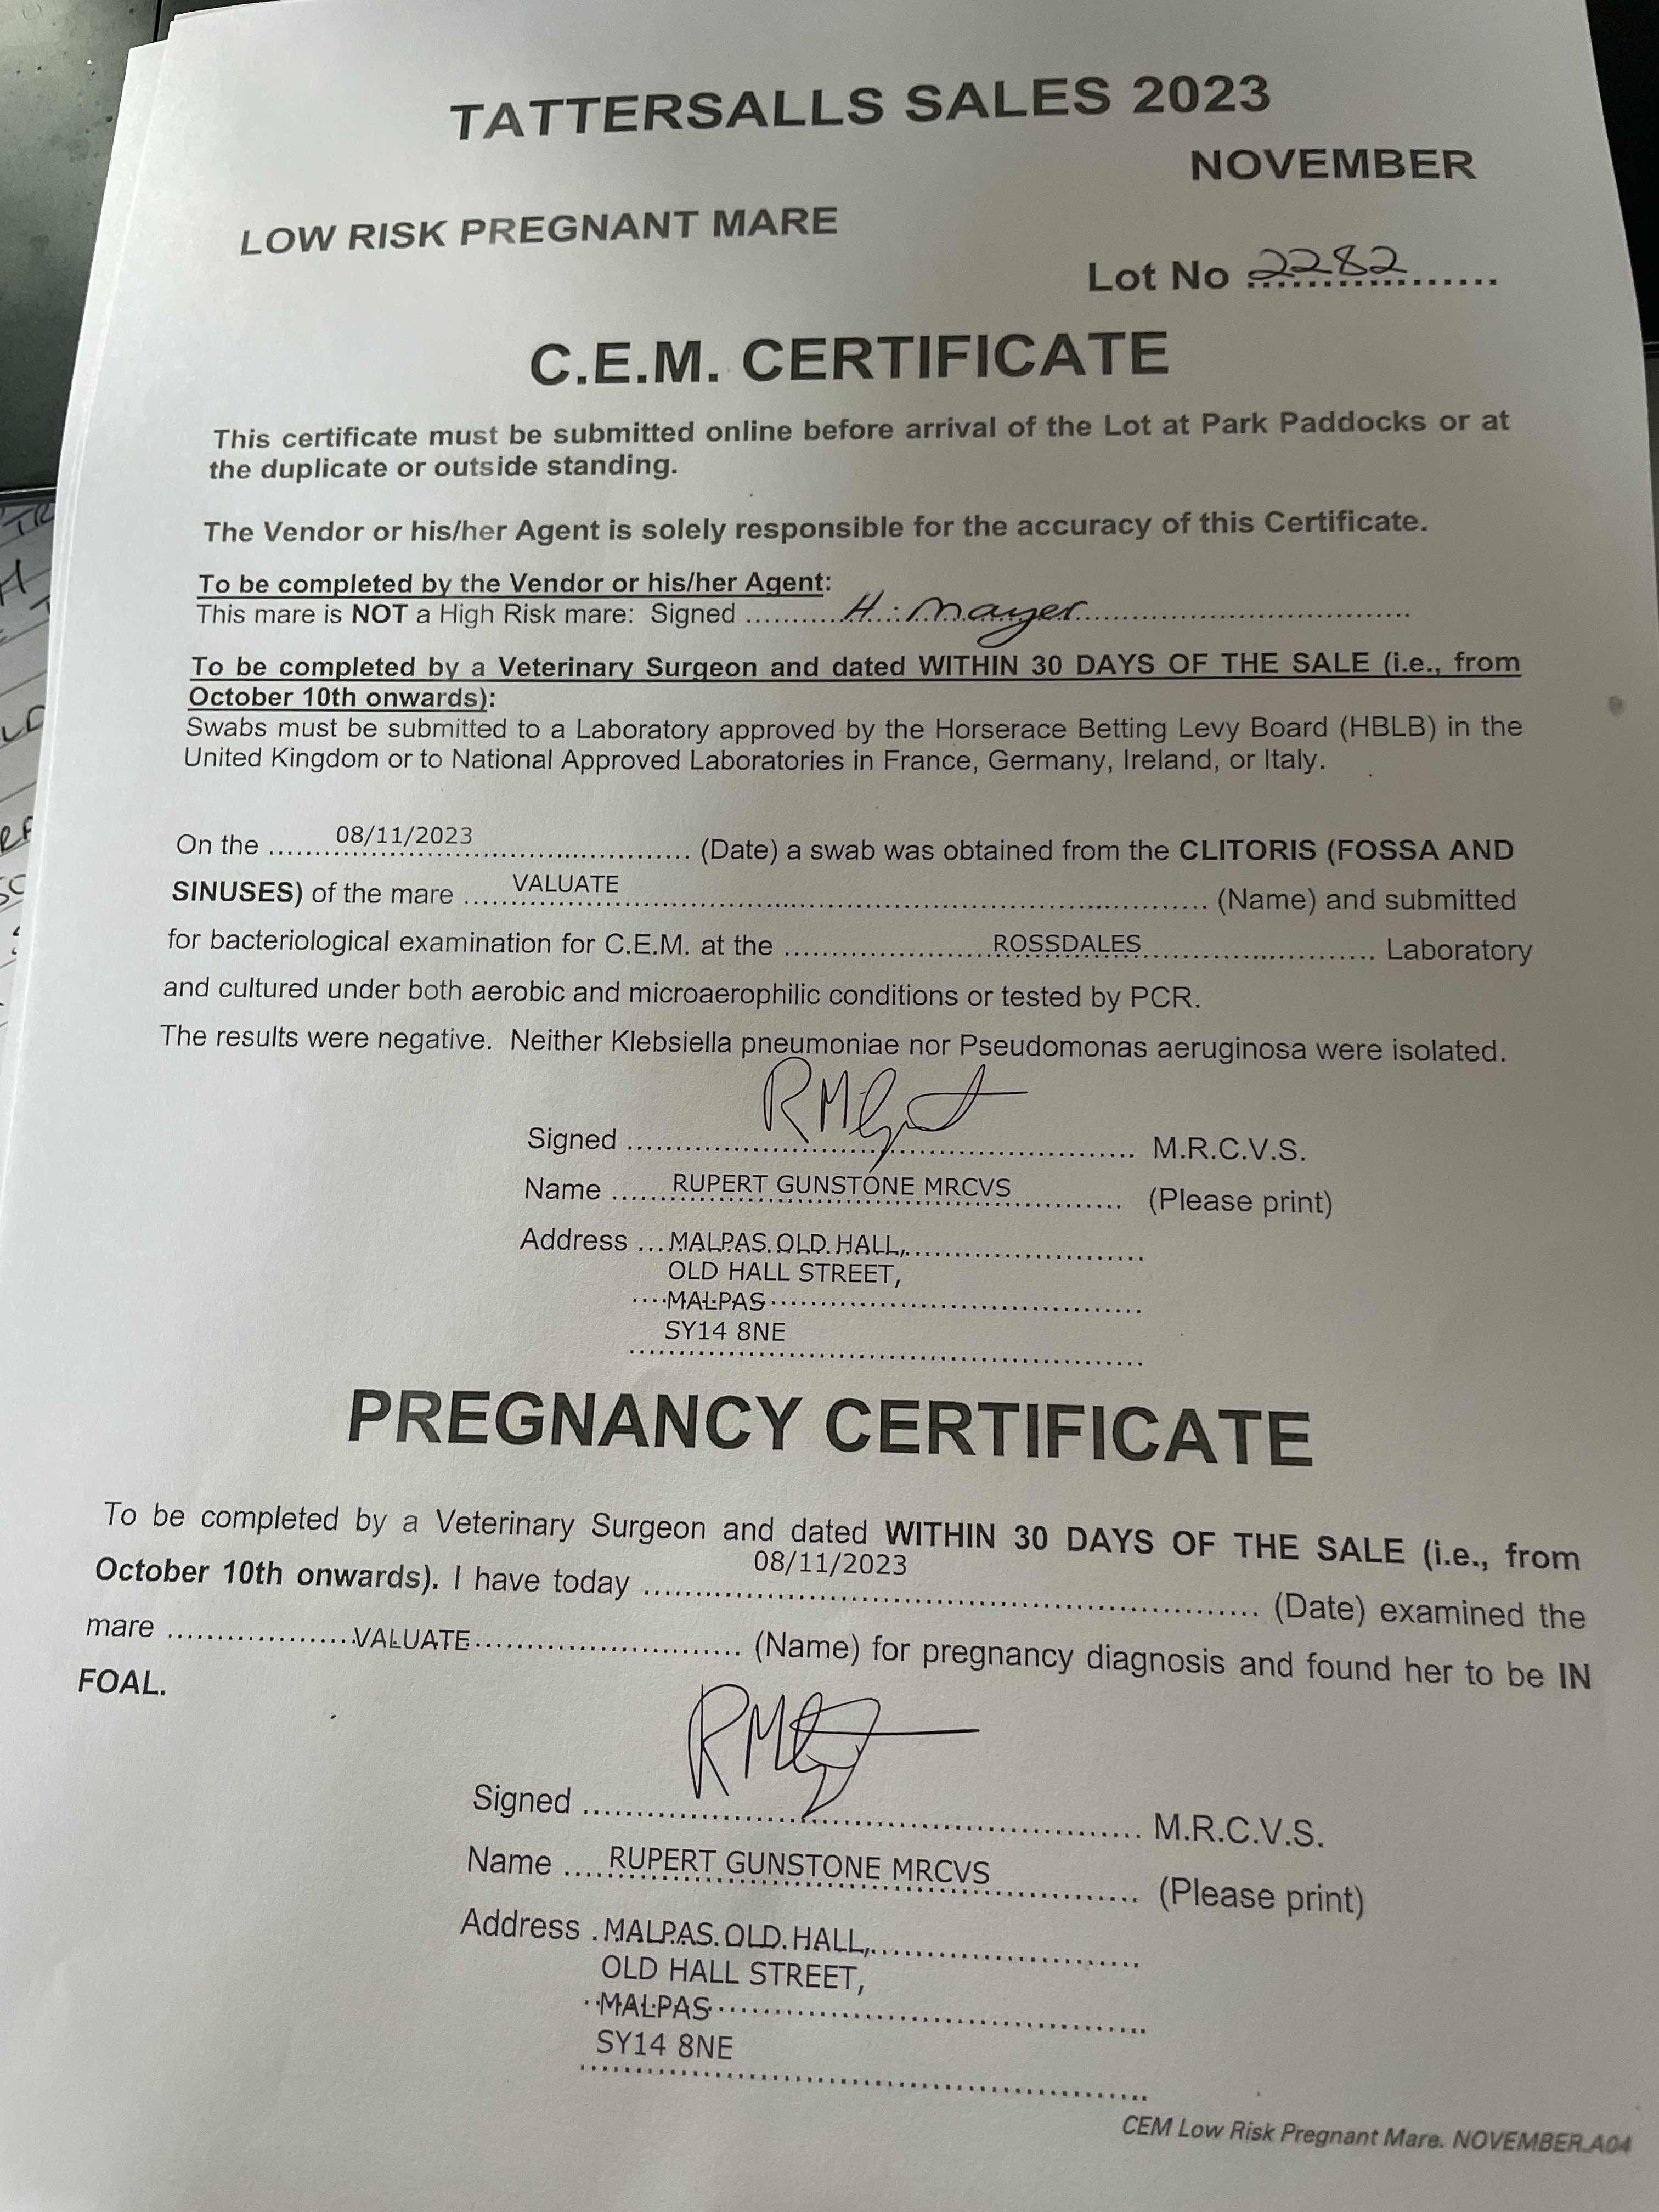 TATTERSALLS SALES 2023
NOVEMBER
LOW RISK PREGNANT MARE
Lot No 2282
C.E.M. CERTIFICATE
This certificate must be submitted online before arrival of the Lot at Park Paddocks or at
the duplicate or outside standing.
The Vendor or his/her Agent is solely responsible for the accuracy of this Certificate.
To be completed by the Vendor or his/her Agent:
This mare is NOT a High Risk mare: Signed H. Mayer
To be completed by a Veterinary Surgeon and dated WITHIN 30 DAYS OF THE SALE (i.e., from
October 10th onwards):
Swabs must be submitted to a Laboratory approved by the Horserace Betting Levy Board (HBLB) in the
United Kingdom or to National Approved Laboratories in France, Germany, Ireland, or Italy.
On the 08/11/2023 (Date) a swab was obtained from the CLITORIS (FOSSA AND
SINUSES) of the mare VALUATE (Name) and submitted
for bacteriological examination for C.E.M. at the ROSSDALES Laboratory
and cultured under both aerobic and microaerophilic conditions or tested by PCR.
The results were negative. Neither Klebsiella pneumoniae nor Pseudomonas aeruginosa were isolated.
Signed M.R.C.V.S.
Name RUPERT GUNSTONE MRCVS (Please print)
Address MALPAS OLD HALL,
OLD HALL STREET,
MALPAS
SY14 8NE
PREGNANCY CERTIFICATE
To be completed by a Veterinary Surgeon and dated WITHIN 30 DAYS OF THE SALE (i.e., from
October 10th onwards). I have today 08/11/2023 (Date) examined the
mare VALUATE (Name) for pregnancy diagnosis and found her to be IN
FOAL.
Signed M.R.C.V.S.
Name RUPERT GUNSTONE MRCVS (Please print)
Address MALPAS OLD HALL,
OLD HALL STREET,
MALPAS
SY14 8NE
CEM Low Risk Pregnant Mare. NOVEMBER.A04